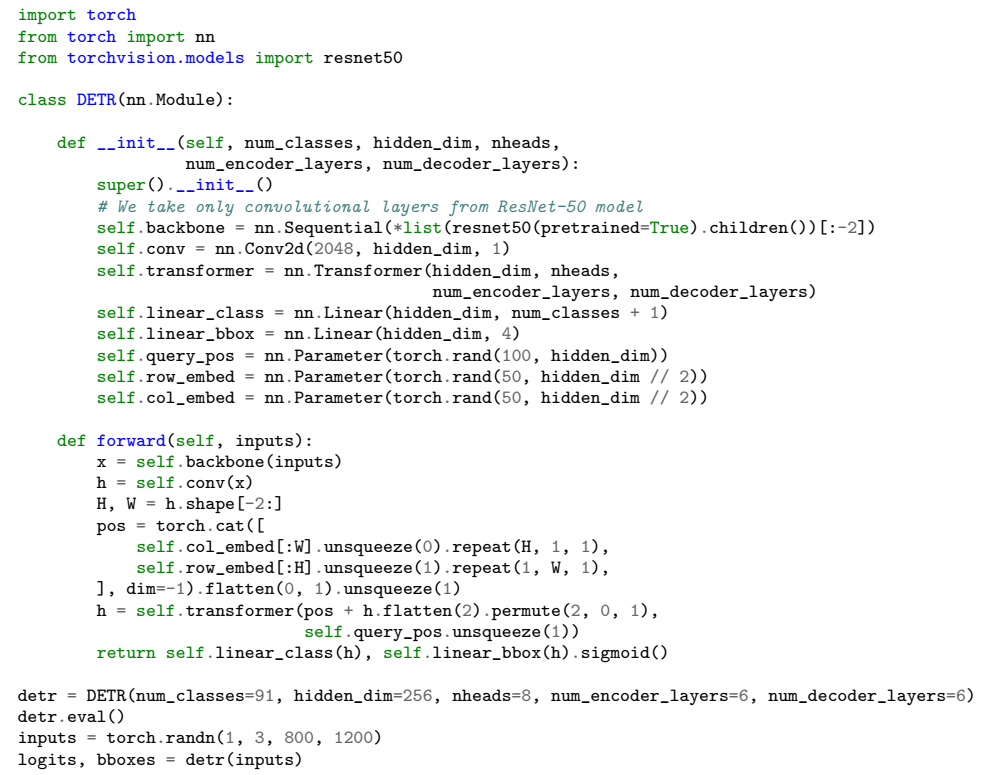 import torch
from torch import nn
from torchvision.models import resnet50

class DETR(nn.Module):

    def __init__(self, num_classes, hidden_dim, nheads,
                 num_encoder_layers, num_decoder_layers):
        super().__init__()
        # We take only convolutional layers from ResNet-50 model
        self.backbone = nn.Sequential(*list(resnet50(pretrained=True).children())[:-2])
        self.conv = nn.Conv2d(2048, hidden_dim, 1)
        self.transformer = nn.Transformer(hidden_dim, nheads,
                                          num_encoder_layers, num_decoder_layers)
        self.linear_class = nn.Linear(hidden_dim, num_classes + 1)
        self.linear_bbox = nn.Linear(hidden_dim, 4)
        self.query_pos = nn.Parameter(torch.rand(100, hidden_dim))
        self.row_embed = nn.Parameter(torch.rand(50, hidden_dim // 2))
        self.col_embed = nn.Parameter(torch.rand(50, hidden_dim // 2))

    def forward(self, inputs):
        x = self.backbone(inputs)
        h = self.conv(x)
        H, W = h.shape[-2:]
        pos = torch.cat([
            self.col_embed[:W].unsqueeze(0).repeat(H, 1, 1),
            self.row_embed[:H].unsqueeze(1).repeat(1, W, 1),
        ], dim=-1).flatten(0, 1).unsqueeze(1)
        h = self.transformer(pos + h.flatten(2).permute(2, 0, 1),
                             self.query_pos.unsqueeze(1))
        return self.linear_class(h), self.linear_bbox(h).sigmoid()

detr = DETR(num_classes=91, hidden_dim=256, nheads=8, num_encoder_layers=6, num_decoder_layers=6)
detr.eval()
inputs = torch.randn(1, 3, 800, 1200)
logits, bboxes = detr(inputs)